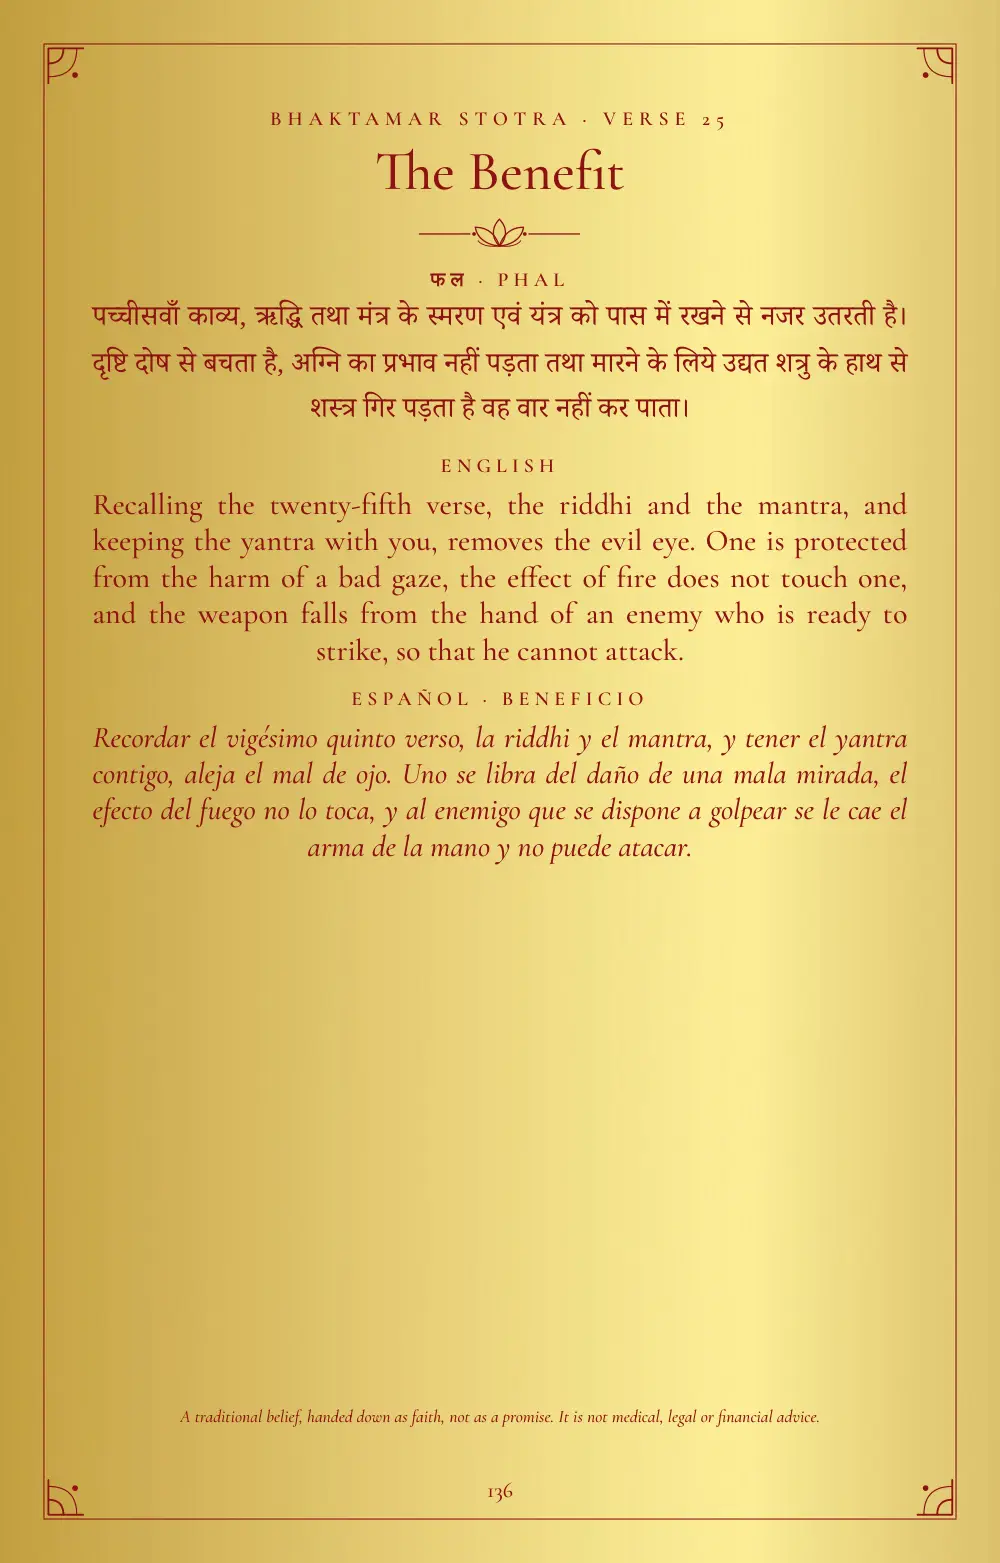 BHAKTAMAR STOTRA · VERSE 25
The Benefit
फल · PHAL
पच्चीसवाँ काव्य, ऋद्धि तथा मंत्र के स्मरण एवं यंत्र को पास में रखने से नजर उतरती है।
दृष्टि दोष से बचता है, अग्नि का प्रभाव नहीं पड़ता तथा मारने के लिये उद्यत शत्रु के हाथ से
शस्त्र गिर पड़ता है वह वार नहीं कर पाता।
ENGLISH
Recalling the twenty-fifth verse, the riddhi and the mantra, and
keeping the yantra with you, removes the evil eye. One is protected
from the harm of a bad gaze, the effect of fire does not touch one,
and the weapon falls from the hand of an enemy who is ready to
strike, so that he cannot attack.
ESPAÑOL · BENEFICIO
Recordar el vigésimo quinto verso, la riddhi y el mantra, y tener el yantra
contigo, aleja el mal de ojo. Uno se libra del daño de una mala mirada, el
efecto del fuego no lo toca, y al enemigo que se dispone a golpear se le cae el
arma de la mano y no puede atacar.
A traditional belief, handed down as faith, not as a promise. It is not medical, legal or financial advice.
136